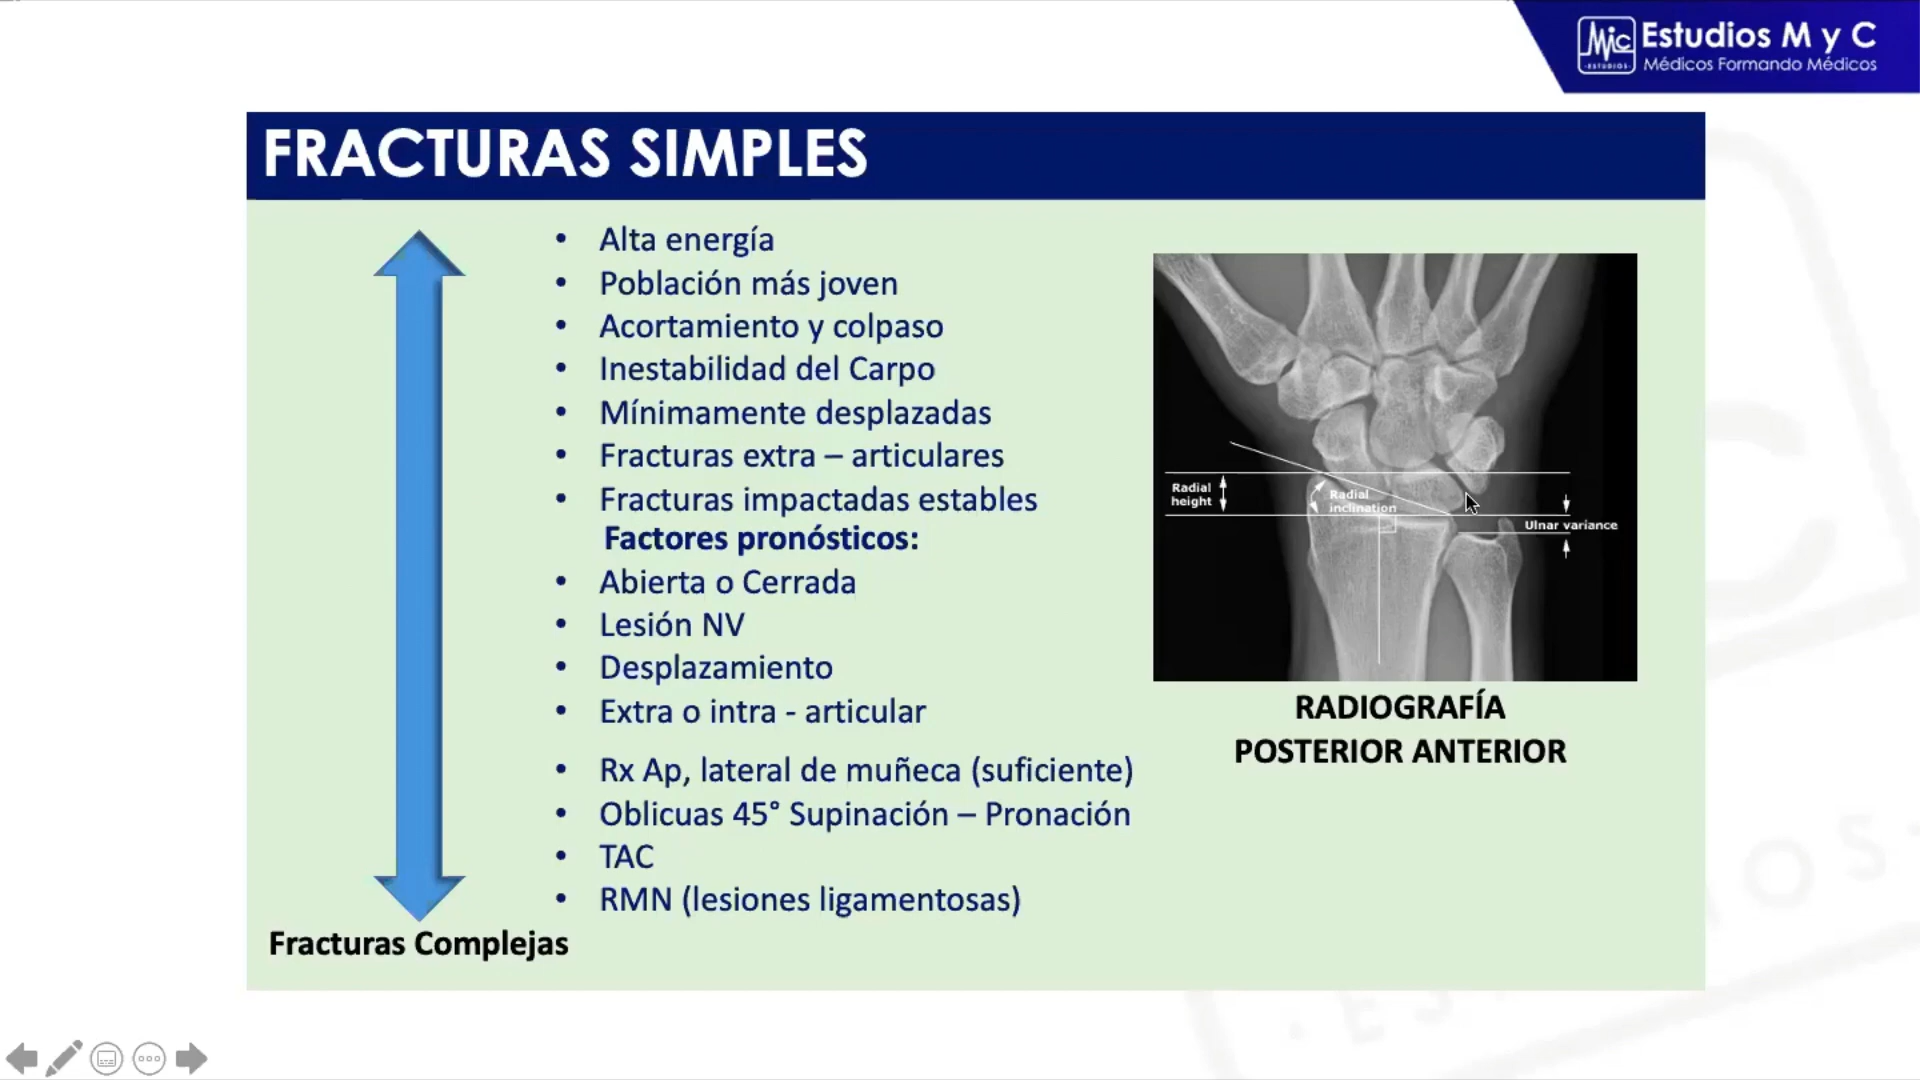 Estudios M y C
Médicos Formando Médicos
MyC
·ESTUDIOS·
FRACTURAS SIMPLES
• Alta energía
• Población más joven
• Acortamiento y colpaso
• Inestabilidad del Carpo
• Mínimamente desplazadas
• Fracturas extra – articulares
• Fracturas impactadas estables
Factores pronósticos:
• Abierta o Cerrada
• Lesión NV
• Desplazamiento
• Extra o intra - articular
• Rx Ap, lateral de muñeca (suficiente)
• Oblicuas 45° Supinación – Pronación
• TAC
• RMN (lesiones ligamentosas)
Fracturas Complejas
Radial
height
Radial
inclination
Ulnar variance
RADIOGRAFÍA
POSTERIOR ANTERIOR